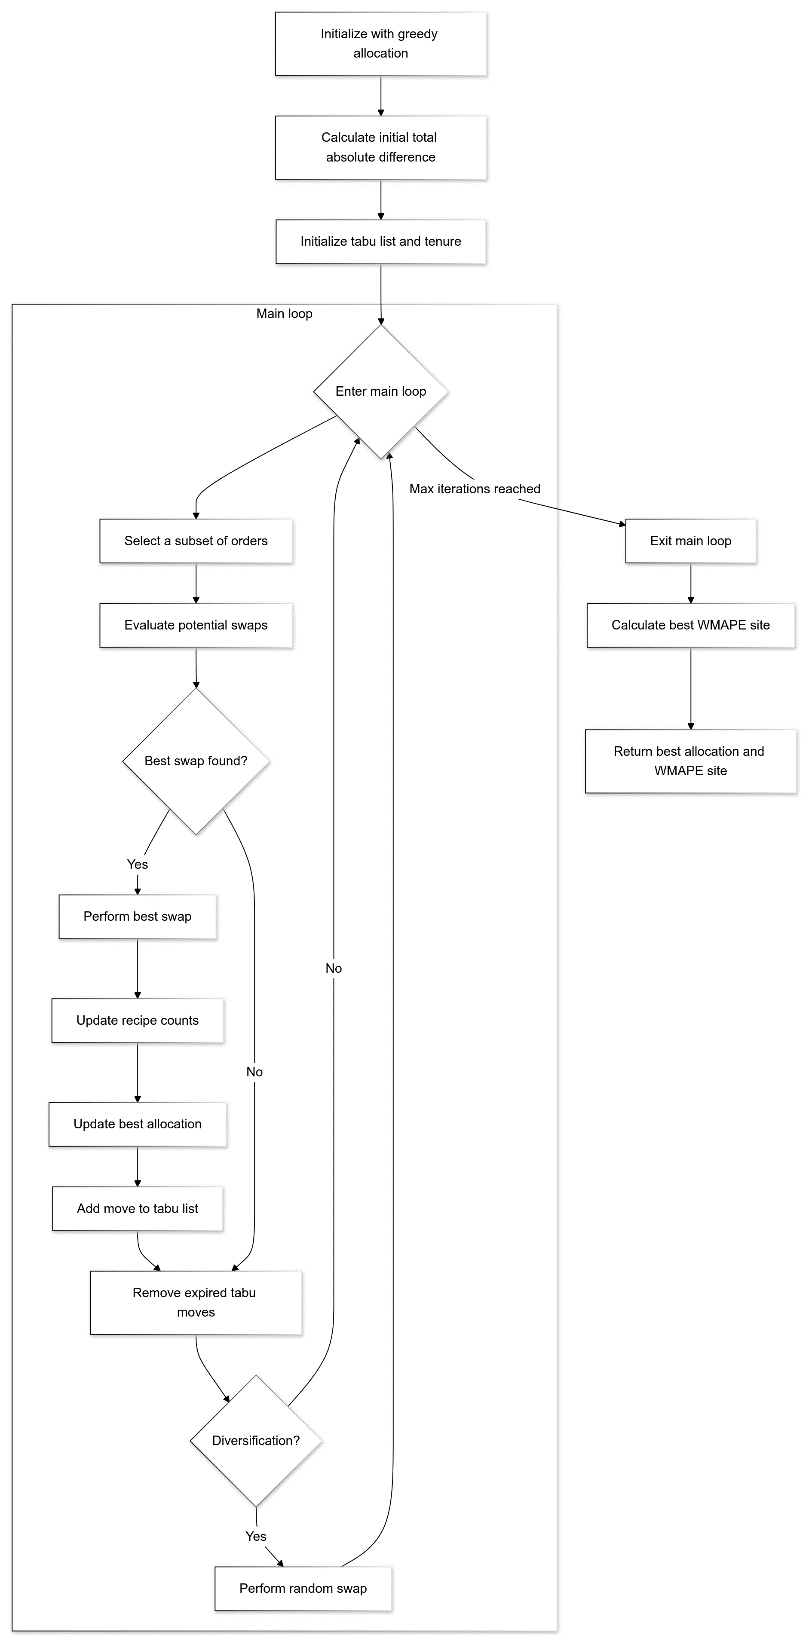 Initialize with greedy
allocation
Calculate initial total
absolute difference
Initialize tabu list and tenure
Main loop
Enter main loop
Max iterations reached
Select a subset of orders
Exit main loop
Evaluate potential swaps
Calculate best WMAPE site
Best swap found?
Return best allocation and
WMAPE site
Yes
Perform best swap
No
Update recipe counts
No
Update best allocation
Add move to tabu list
Remove expired tabu
moves
Diversification?
Yes
Perform random swap